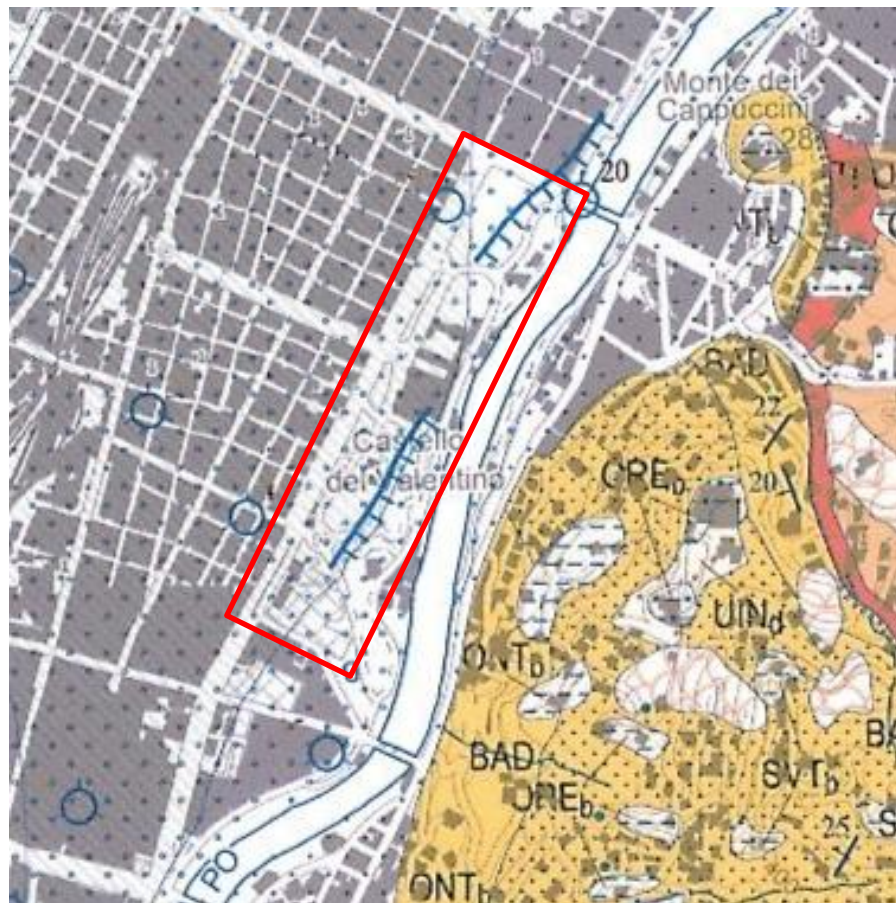 Monte dei
Cappuccini
28
20
BAD
22
20
OREb
Castello
del Valentino
UINd
ONTb
BAD
SVTb
OREb
25
PO
ONTb